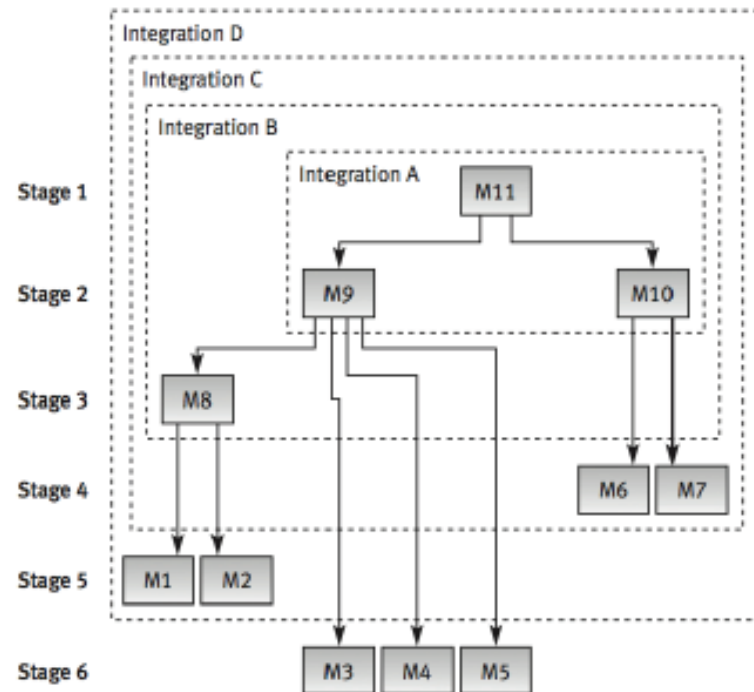 Integration D
Integration C
Integration B
Integration A
Stage 1
M11
Stage 2
M9
M10
Stage 3
M8
Stage 4
M6
M7
Stage 5
M1
M2
Stage 6
M3
M4
M5